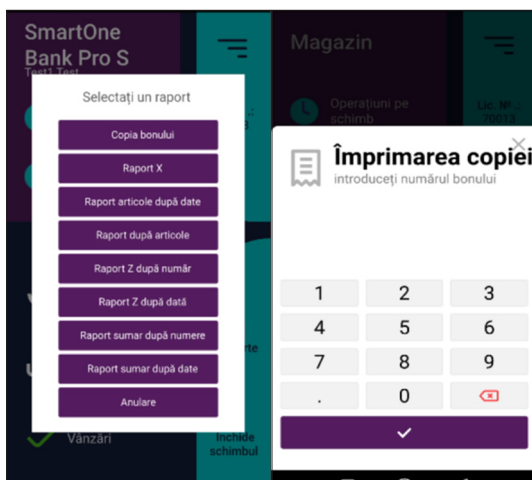 SmartOne
Bank Pro S
Test1 Test
Selectați un raport
Copia bonului
Raport X
Raport articole după date
Raport după articole
Raport Z după număr
Raport Z după dată
Raport sumar după numere
Raport sumar după date
Anulare
Vânzări
Închide
schimbul
Magazin
Operațiuni pe
schimb
Lic. № .:
70013
Împrimarea copiei
introduceți numărul bonului
1 2 3
4 5 6
7 8 9
. 0